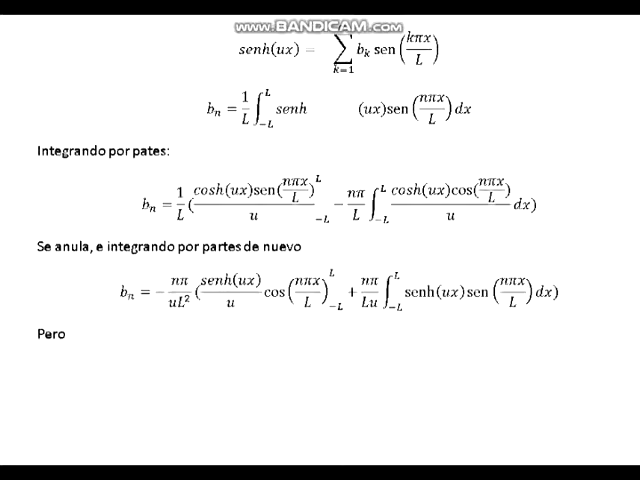 www.BANDICAM.com
senh(ux) = ∑_{k=1} b_k sen(kπx/L)
b_n = 1/L ∫_{-L}^{L} senh (ux)sen(nπx/L) dx
Integrando por pates:
b_n = 1/L (cosh(ux)sen(nπx/L)/u |_{-L}^{L} − nπ/L ∫_{-L}^{L} cosh(ux)cos(nπx/L)/u dx)
Se anula, e integrando por partes de nuevo
b_n = − nπ/uL² (senh(ux)/u cos(nπx/L)_{-L}^{L} + nπ/Lu ∫_{-L}^{L} senh(ux)sen(nπx/L) dx)
Pero